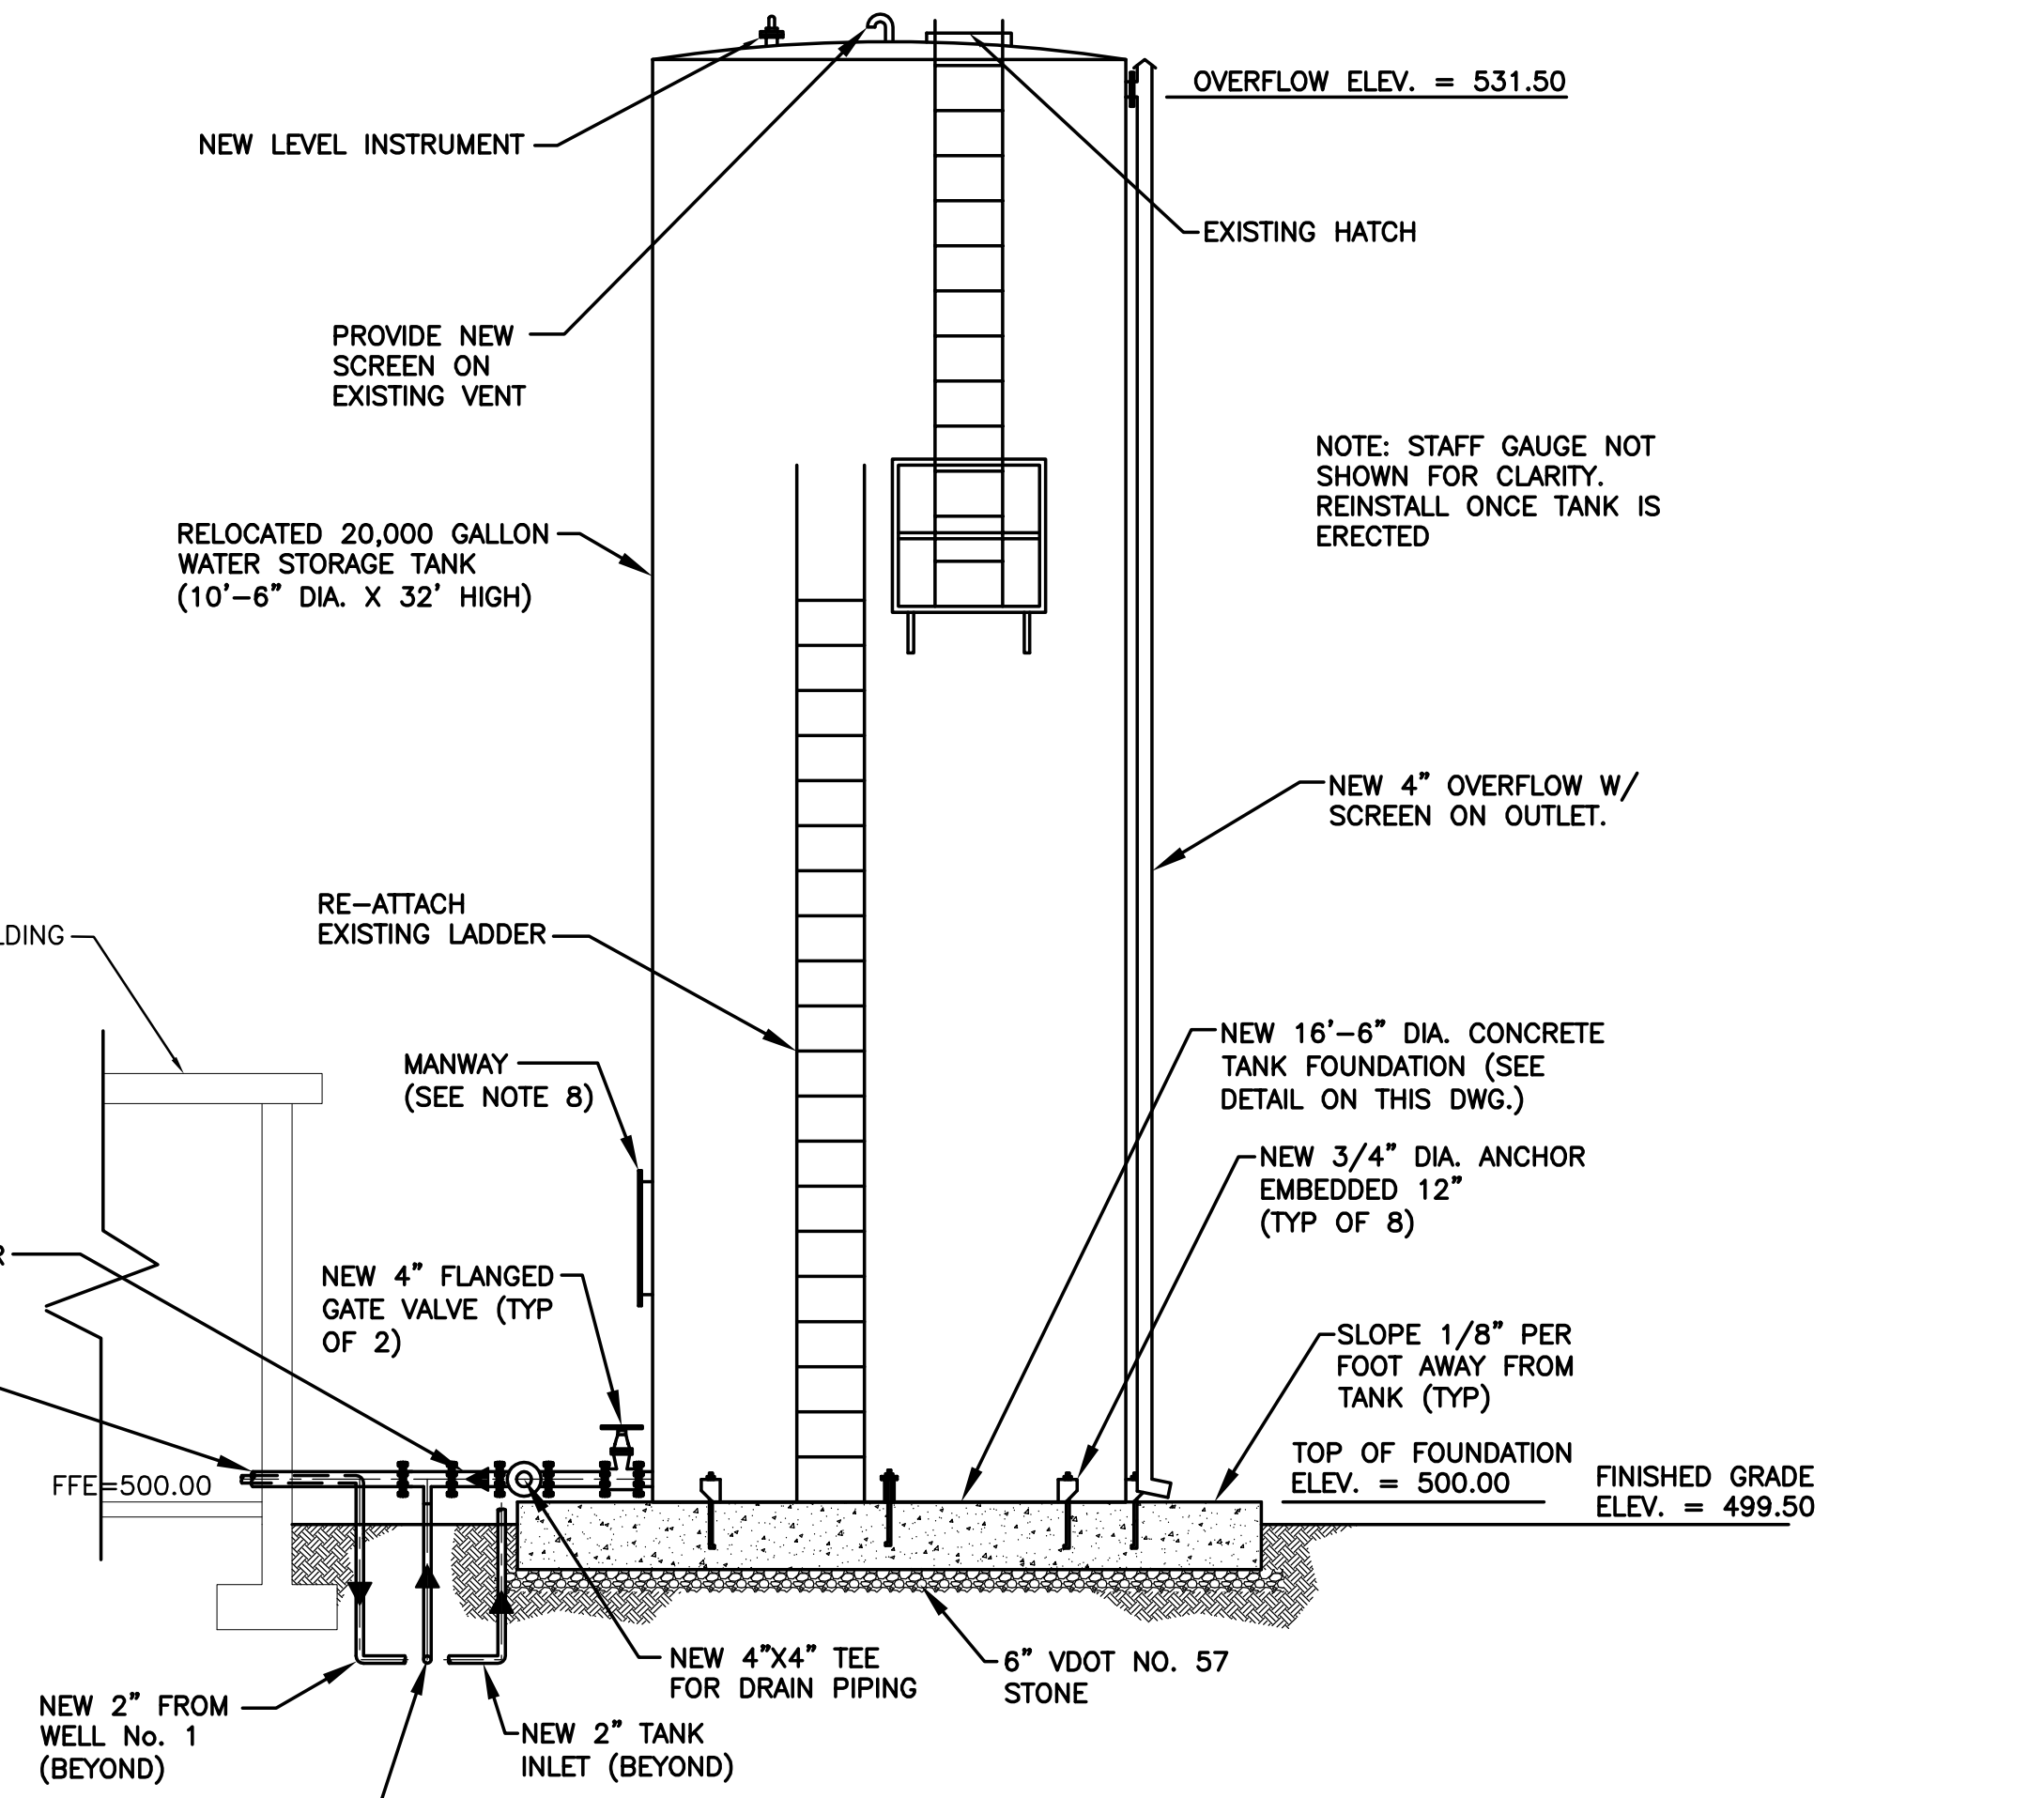 OVERFLOW ELEV. = 531.50
NEW LEVEL INSTRUMENT
EXISTING HATCH
PROVIDE NEW
SCREEN ON
EXISTING VENT
NOTE: STAFF GAUGE NOT
SHOWN FOR CLARITY.
REINSTALL ONCE TANK IS
ERECTED
RELOCATED 20,000 GALLON
WATER STORAGE TANK
(10'-6" DIA. X 32' HIGH)
NEW 4" OVERFLOW W/
SCREEN ON OUTLET.
RE-ATTACH
EXISTING LADDER
LDING
NEW 16'-6" DIA. CONCRETE
TANK FOUNDATION (SEE
DETAIL ON THIS DWG.)
MANWAY
(SEE NOTE 8)
NEW 3/4" DIA. ANCHOR
EMBEDDED 12"
(TYP OF 8)
R
NEW 4" FLANGED
GATE VALVE (TYP
OF 2)
SLOPE 1/8" PER
FOOT AWAY FROM
TANK (TYP)
TOP OF FOUNDATION
ELEV. = 500.00
FINISHED GRADE
ELEV. = 499.50
FFE=500.00
NEW 4"X4" TEE
FOR DRAIN PIPING
6" VDOT NO. 57
STONE
NEW 2" FROM
WELL No. 1
(BEYOND)
NEW 2" TANK
INLET (BEYOND)